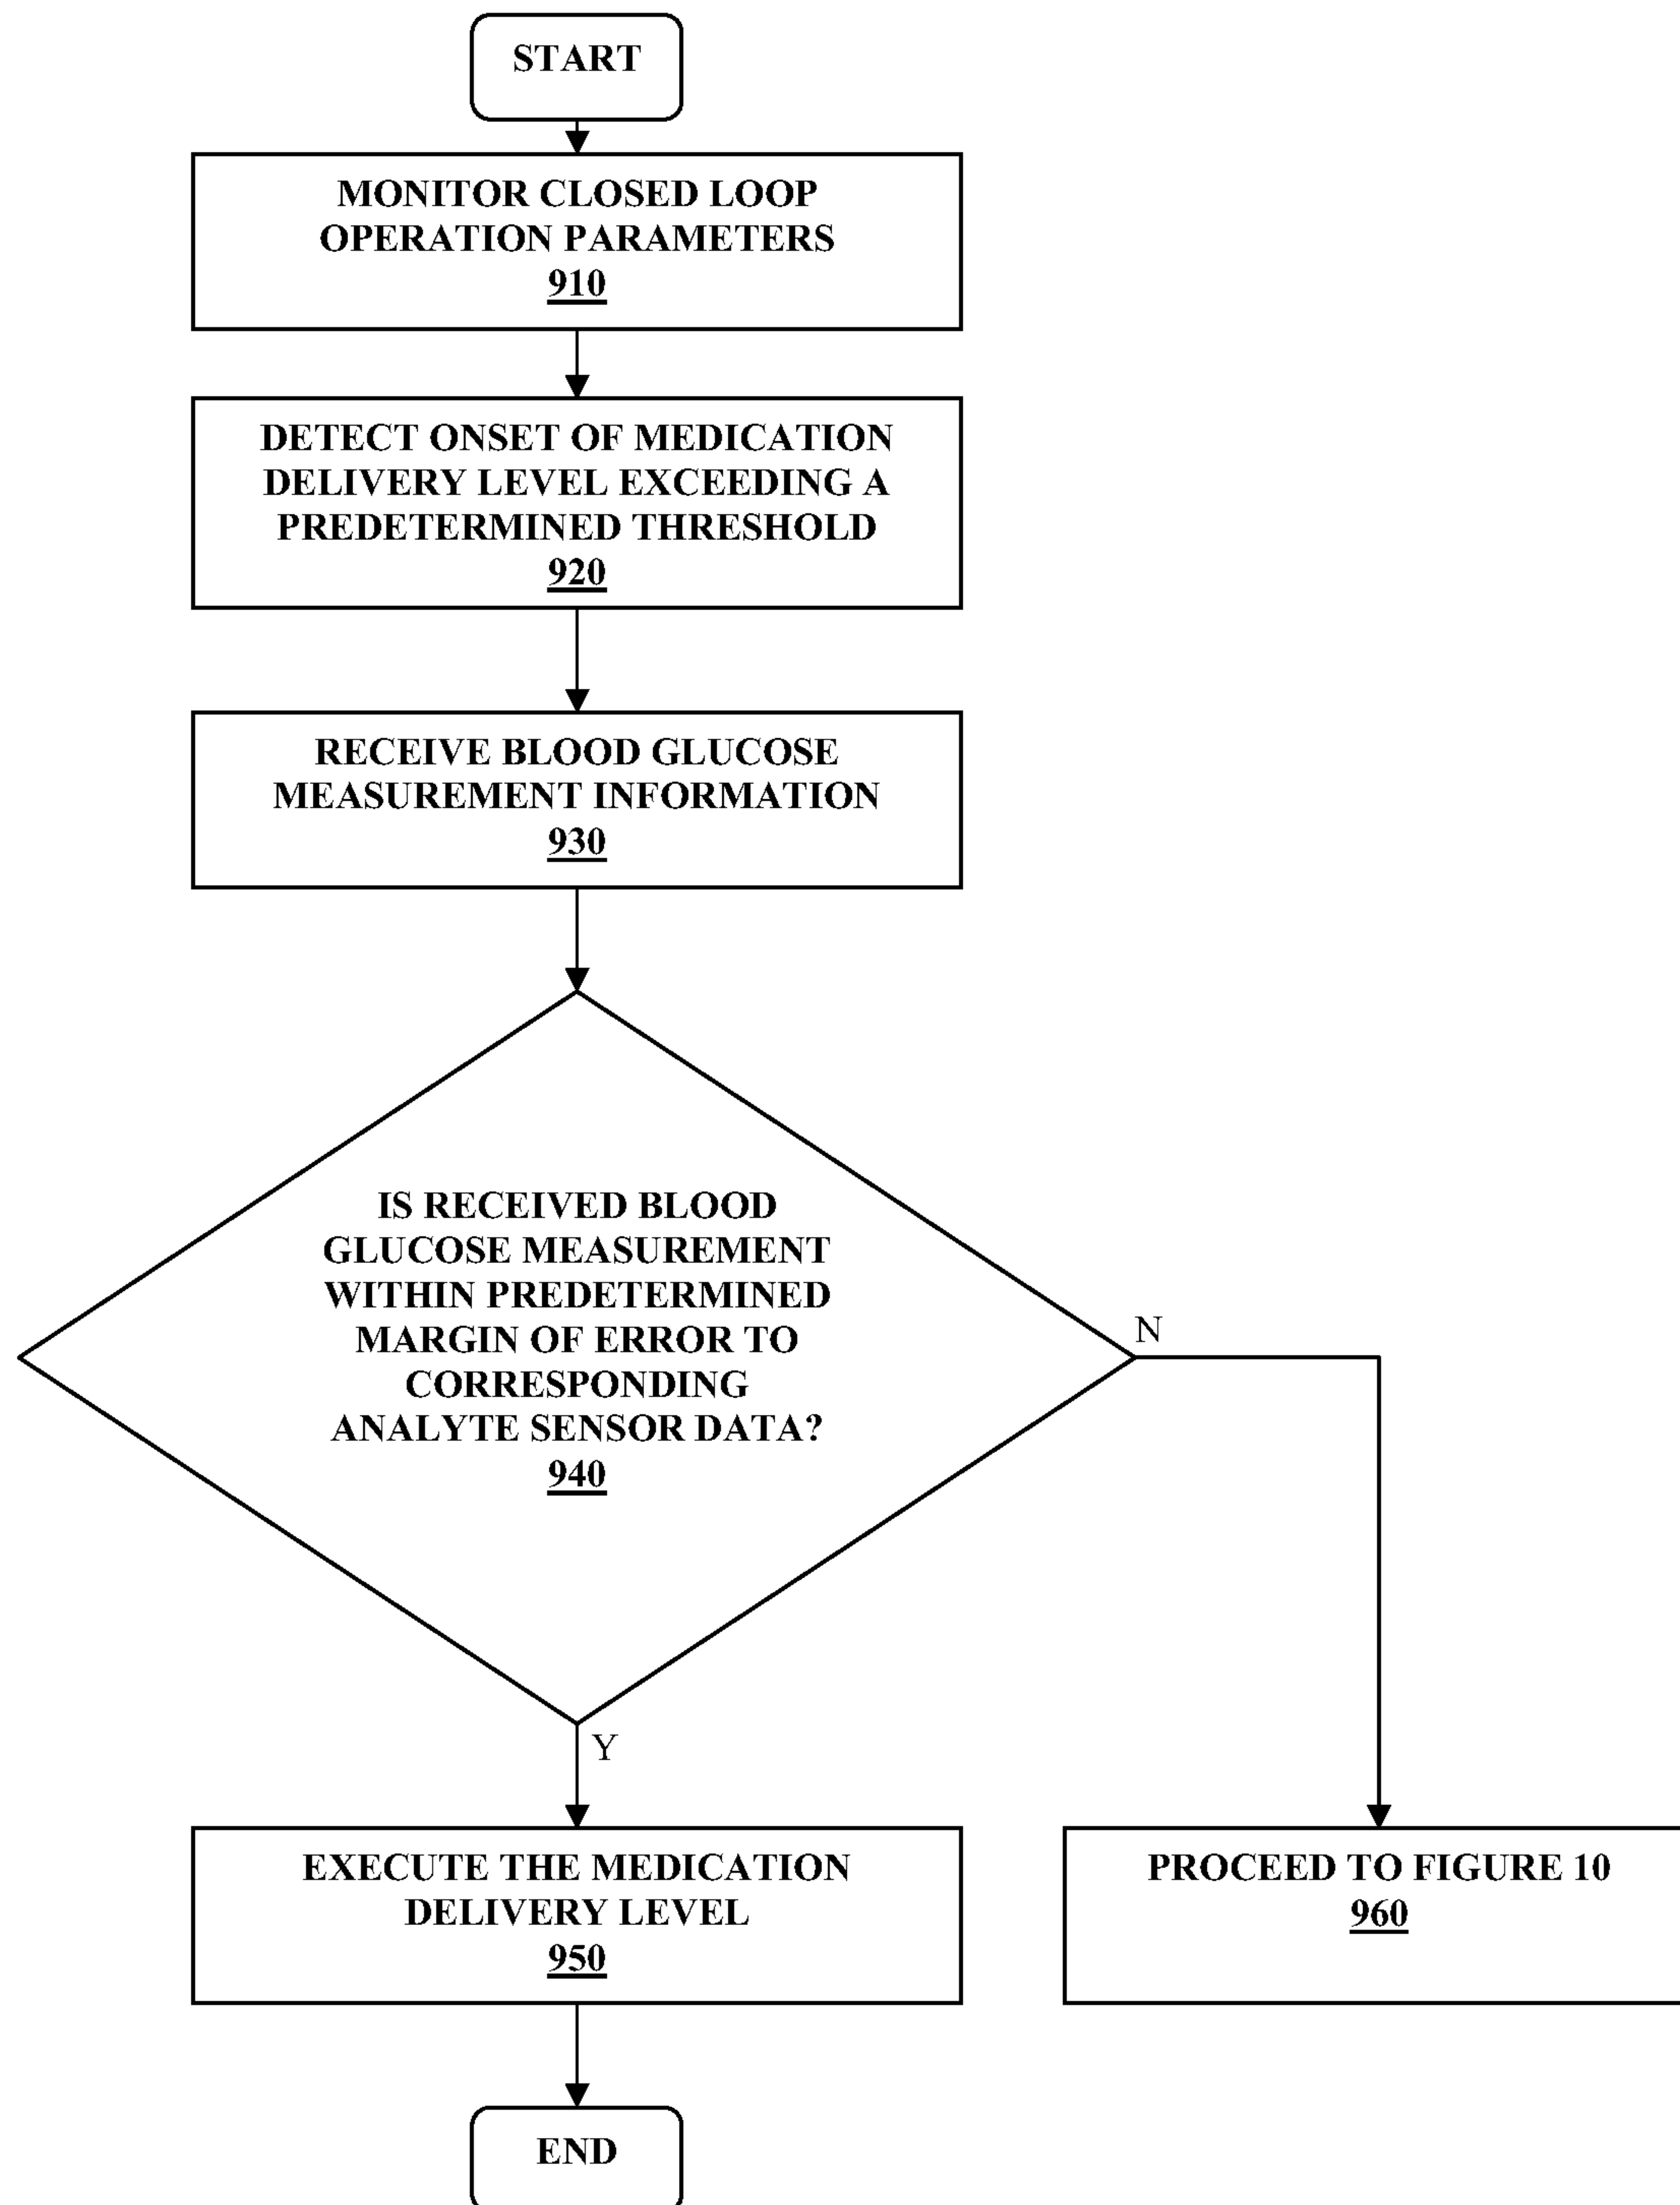 START
MONITOR CLOSED LOOP
OPERATION PARAMETERS
910
DETECT ONSET OF MEDICATION
DELIVERY LEVEL EXCEEDING A
PREDETERMINED THRESHOLD
920
RECEIVE BLOOD GLUCOSE
MEASUREMENT INFORMATION
930
IS RECEIVED BLOOD
GLUCOSE MEASUREMENT
WITHIN PREDETERMINED
MARGIN OF ERROR TO
CORRESPONDING
ANALYTE SENSOR DATA?
940
N
Y
EXECUTE THE MEDICATION
DELIVERY LEVEL
950
PROCEED TO FIGURE 10
960
END